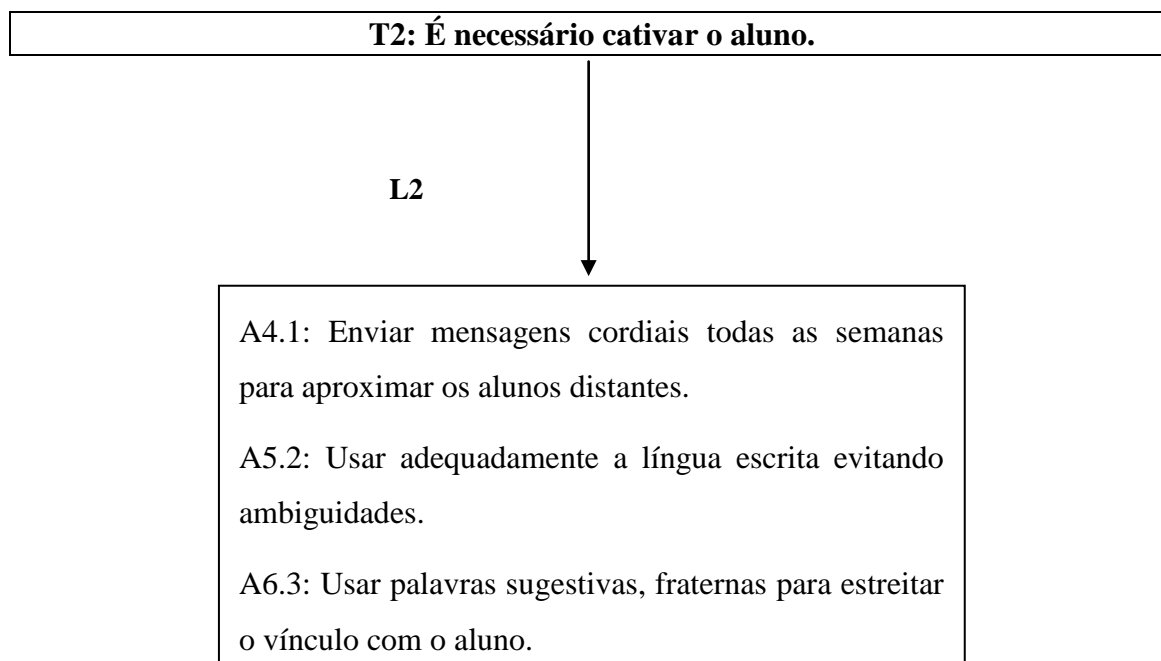 T2: É necessário cativar o aluno.
L2
A4.1: Enviar mensagens cordiais todas as semanas
para aproximar os alunos distantes.
A5.2: Usar adequadamente a língua escrita evitando
ambiguidades.
A6.3: Usar palavras sugestivas, fraternas para estreitar
o vínculo com o aluno.